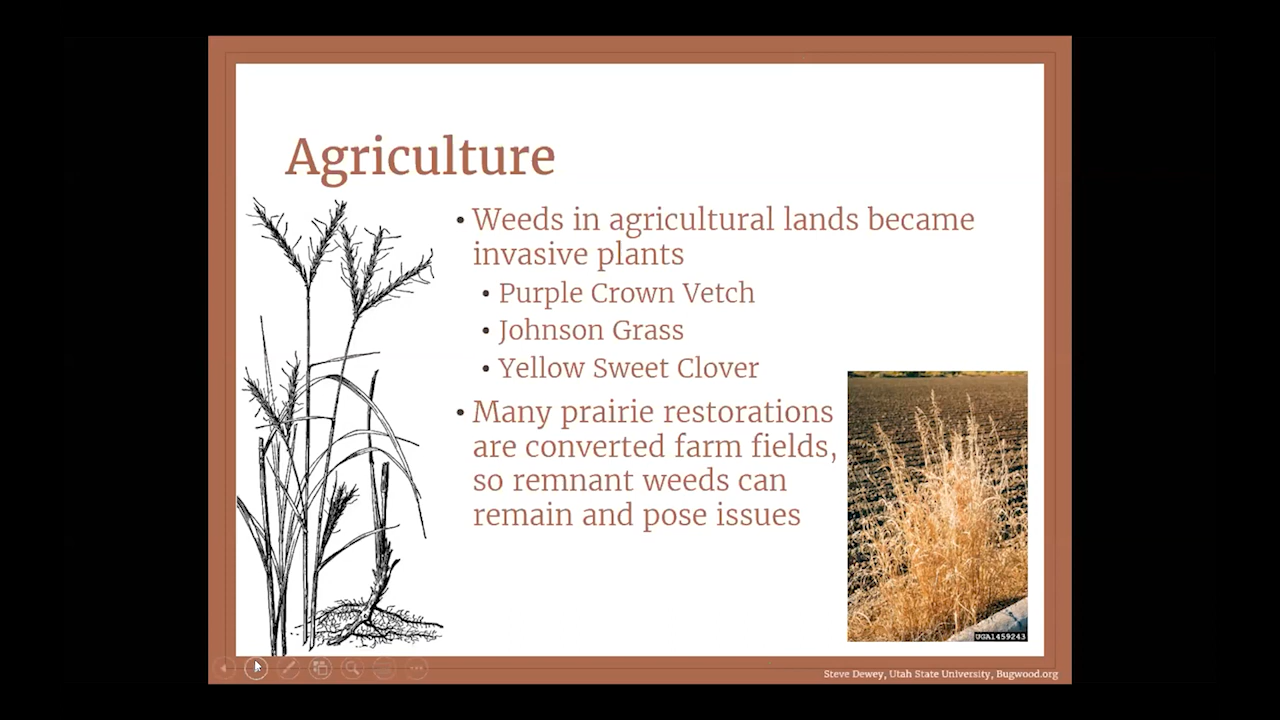 Agriculture
• Weeds in agricultural lands became
invasive plants
• Purple Crown Vetch
• Johnson Grass
• Yellow Sweet Clover
• Many prairie restorations
are converted farm fields,
so remnant weeds can
remain and pose issues
UGA1459243
Steve Dewey, Utah State University, Bugwood.org